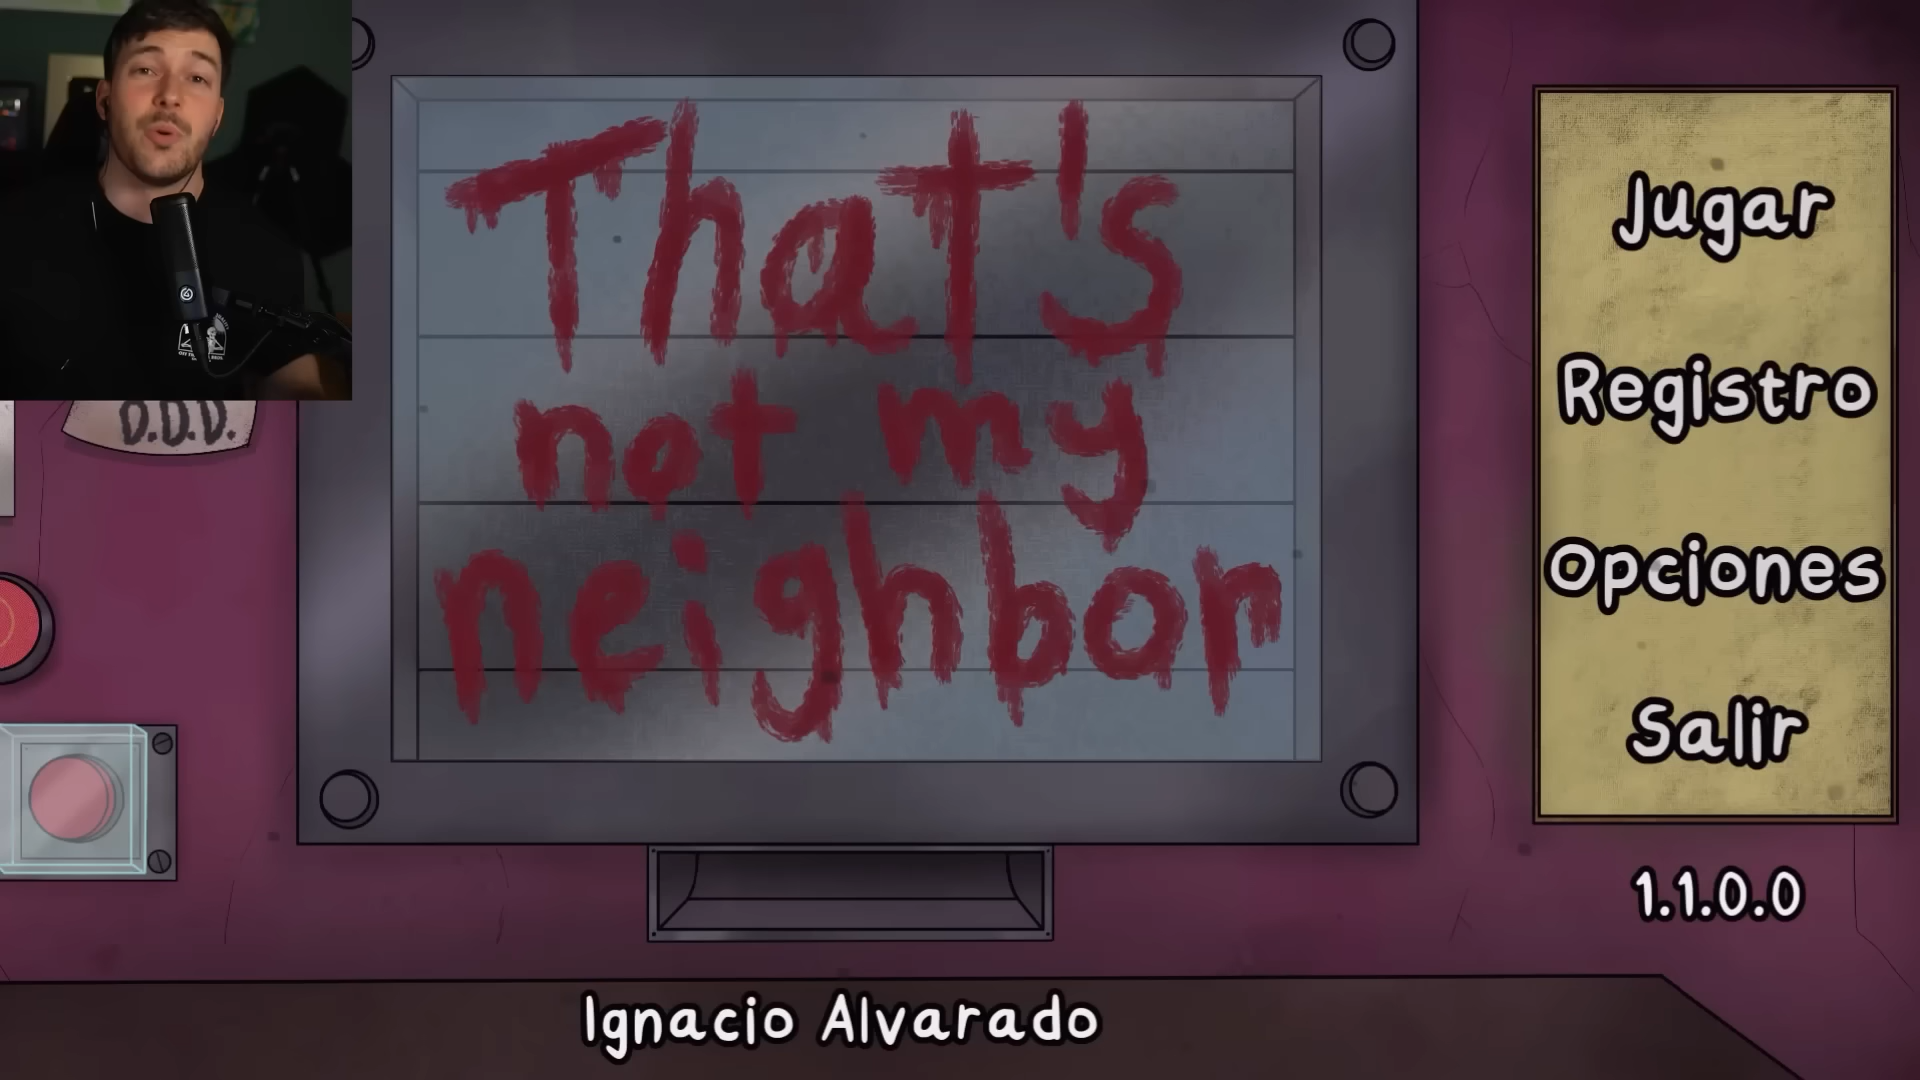 That's
not my
neighbor
Jugar
Registro
Opciones
Salir
1.1.0.0
D.D.D.
Ignacio Alvarado